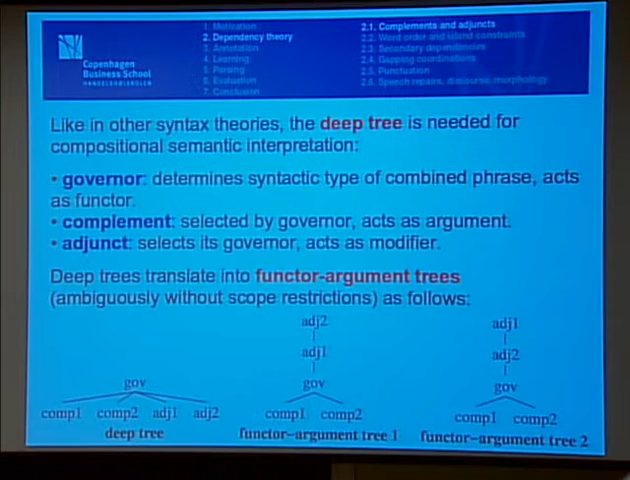 1. Motivation
2. Dependency theory
3. Annotation
4. Learning
5. Parsing
6. Evaluation
7. Conclusion
2.1. Complements and adjuncts
2.2. Word order and island constraints
2.3. Secondary dependencies
2.4. Gapping coordinations
2.5. Punctuation
2.6. Speech repairs, discourse, morphology
Copenhagen
Business School
HANDELSHØJSKOLEN
Like in other syntax theories, the deep tree is needed for
compositional semantic interpretation:
• governor: determines syntactic type of combined phrase, acts
as functor.
• complement: selected by governor, acts as argument.
• adjunct: selects its governor, acts as modifier.
Deep trees translate into functor-argument trees
(ambiguously without scope restrictions) as follows:
gov
comp1 comp2 adj1 adj2
deep tree
adj2
adj1
gov
comp1 comp2
functor-argument tree 1
adj1
adj2
gov
comp1 comp2
functor-argument tree 2